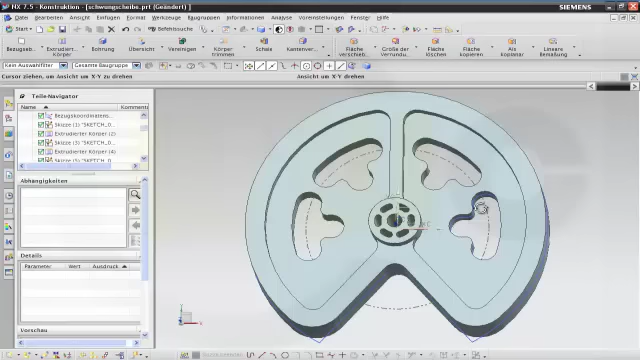 NX 7.5 - Konstruktion - [schwungscheibe.prt (Geändert)]
SIEMENS
Datei Bearbeiten Ansicht Einfügen Format Werkzeuge Baugruppen Informationen Analyse Voreinstellungen Fenster Hilfe
Start
Befehlssuche
Bezugseb... Extrudierter Körper Übersicht Vereinigen Körper trimmen Schale Kantenver... Fläche verschieb... Größe der Verrundu... Fläche löschen Fläche kopieren Als koplanar Lineare Bemaßung
Kein Auswahlfilter Gesamte Baugruppe
Cursor ziehen, um Ansicht um X-Y zu drehen
Ansicht um X-Y drehen
Teile-Navigator
Name Kommenta
Bezugskoordinatens...
Skizze (1) "SKETCH_0...
Extrudierter Körper (2)
Skizze (3) "SKETCH_0...
Extrudierter Körper (4)
Skizze (5) "SKETCH_0...
Abhängigkeiten
Details
Parameter Wert Ausdruck
Vorschau